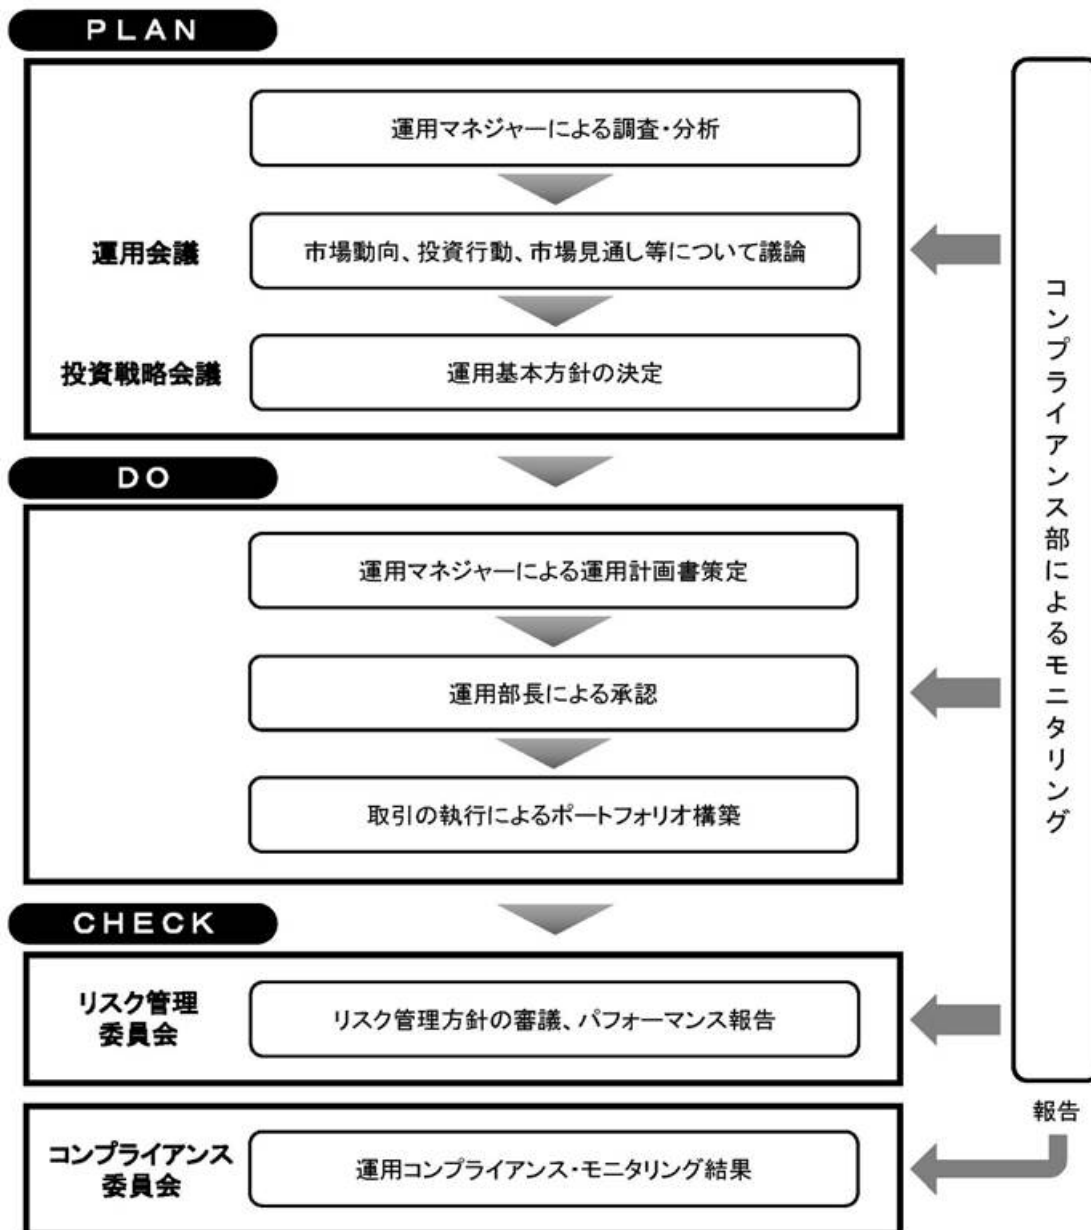 PLAN
運用マネジャーによる調査・分析
運用会議
市場動向、投資行動、市場見通し等について議論
投資戦略会議
運用基本方針の決定
DO
運用マネジャーによる運用計画書策定
運用部長による承認
取引の執行によるポートフォリオ構築
CHECK
リスク管理
委員会
リスク管理方針の審議、パフォーマンス報告
コンプライアンス
委員会
運用コンプライアンス・モニタリング結果
コンプライアンス部によるモニタリング
報告